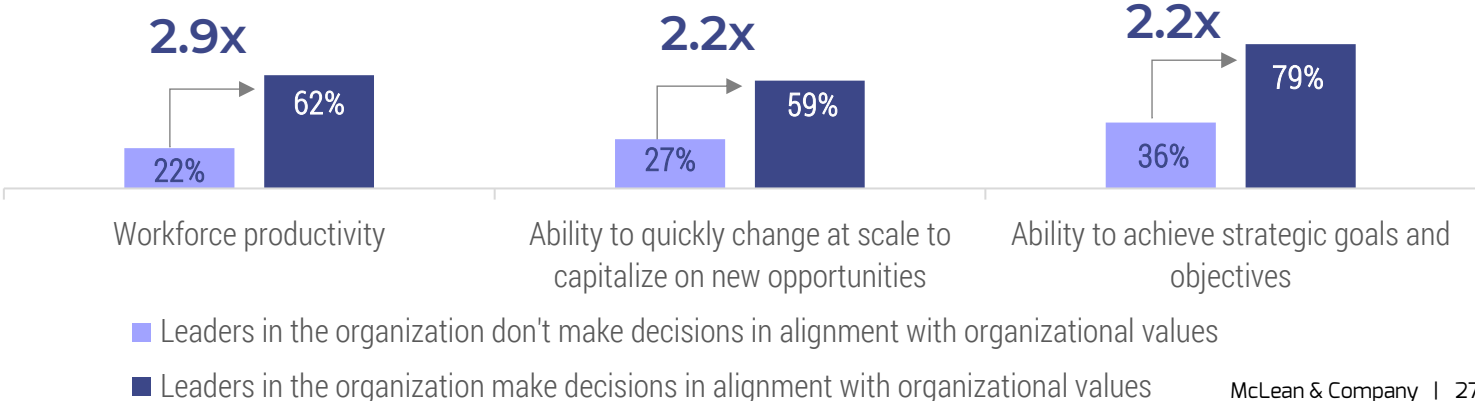 2.9x
2.2x
2.2x
22%
62%
27%
59%
36%
79%
Workforce productivity
Ability to quickly change at scale to
capitalize on new opportunities
Ability to achieve strategic goals and
objectives
Leaders in the organization don't make decisions in alignment with organizational values
Leaders in the organization make decisions in alignment with organizational values
McLean & Company | 27